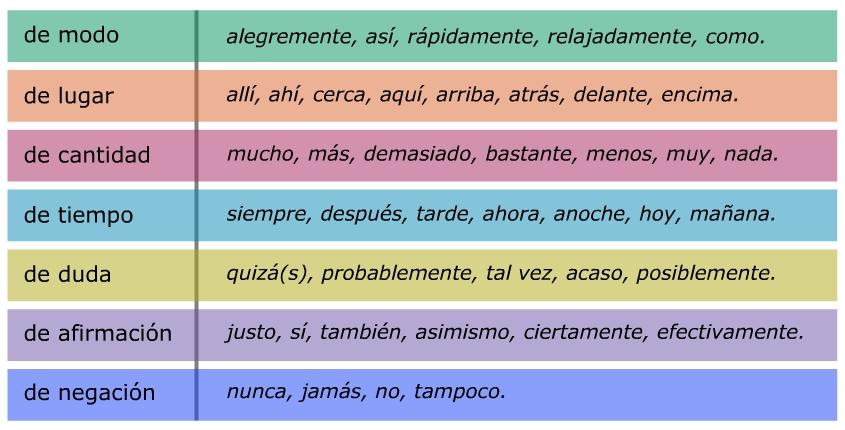 de modo alegremente, así, rápidamente, relajadamente, como.
de lugar allí, ahí, cerca, aquí, arriba, atrás, delante, encima.
de cantidad mucho, más, demasiado, bastante, menos, muy, nada.
de tiempo siempre, después, tarde, ahora, anoche, hoy, mañana.
de duda quizá(s), probablemente, tal vez, acaso, posiblemente.
de afirmación justo, sí, también, asimismo, ciertamente, efectivamente.
de negación nunca, jamás, no, tampoco.